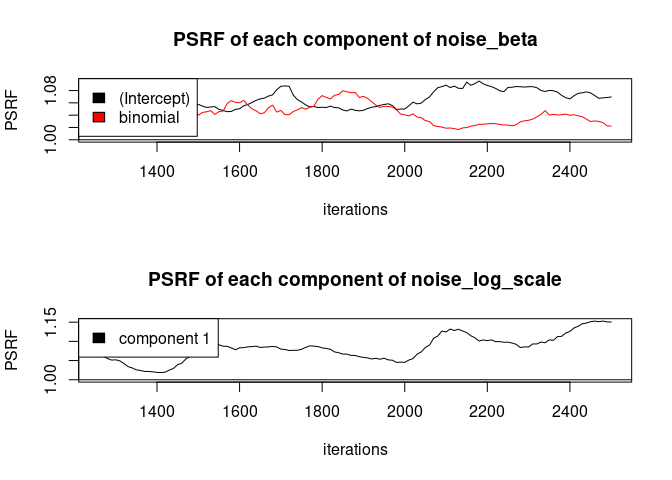 PSRF of each component of noise_beta
PSRF
1.08
1.00
(Intercept)
binomial
1400 1600 1800 2000 2200 2400
iterations
PSRF of each component of noise_log_scale
PSRF
1.15
1.00
component 1
1400 1600 1800 2000 2200 2400
iterations